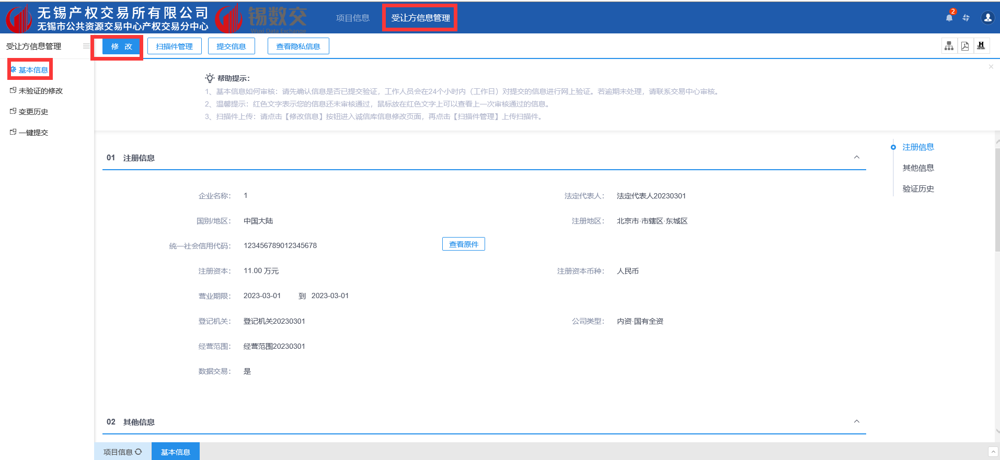 无锡产权交易所有限公司
无锡市公共资源交易中心产权交易分中心
锡数交
Wuxi Data Exchange
项目信息
受让方信息管理
2
受让方信息管理
修 改
扫描件管理
提交信息
查看隐私信息
基本信息
未验证的修改
变更历史
一键提交
帮助提示：
1、基本信息如何审核：请先确认信息是否已提交验证，工作人员会在24个小时内（工作日）对提交的信息进行网上验证。若逾期未处理，请联系交易中心审核。
2、温馨提示：红色文字表示您的信息还未审核通过，鼠标放在红色文字上可以查看上一次审核通过的信息。
3、扫描件上传：请点击【修改信息】按钮进入诚信库信息修改页面，再点击【扫描件管理】上传扫描件。
01 注册信息
企业名称： 1
法定代表人： 法定代表人20230301
国别/地区： 中国大陆
注册地区： 北京市·市辖区·东城区
统一社会信用代码： 123456789012345678
查看原件
注册资本： 11.00 万元
注册资本币种： 人民币
营业期限： 2023-03-01 到 2023-03-01
登记机关： 登记机关20230301
公司类型： 内资·国有全资
经营范围： 经营范围20230301
数据交易： 是
02 其他信息
注册信息
其他信息
验证历史
项目信息
基本信息